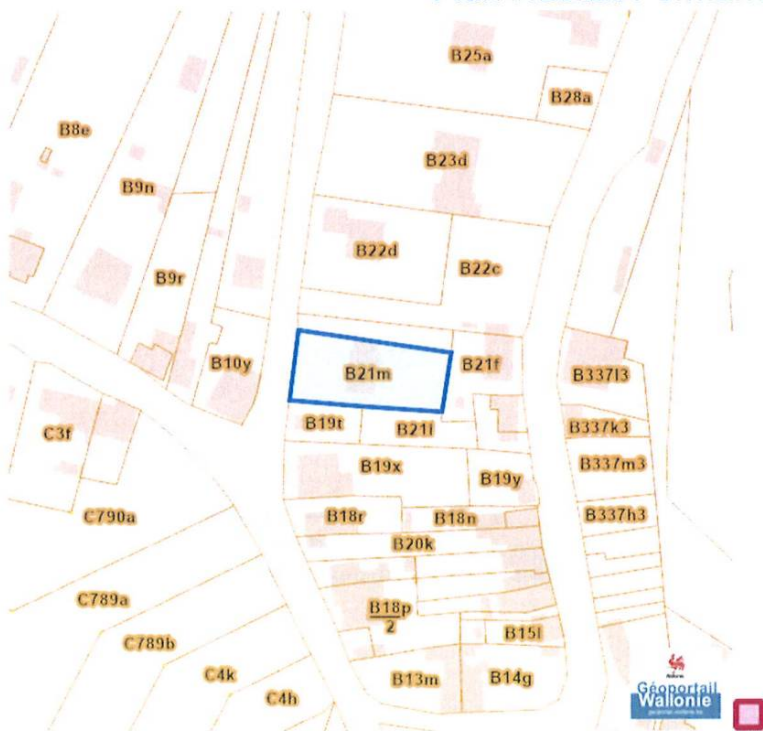 B25a
B28a
B8e
B23d
B9n
B22d
B22c
B9r
B10y
B21m
B21f
B337l3
B19t
B21l
B337k3
C3f
B19x
B19y
B337m3
C790a
B18r
B18n
B337h3
B20k
C789a
B18p
2
B15l
C789b
C4k
B13m
B14g
C4h
Géoportail
Wallonie